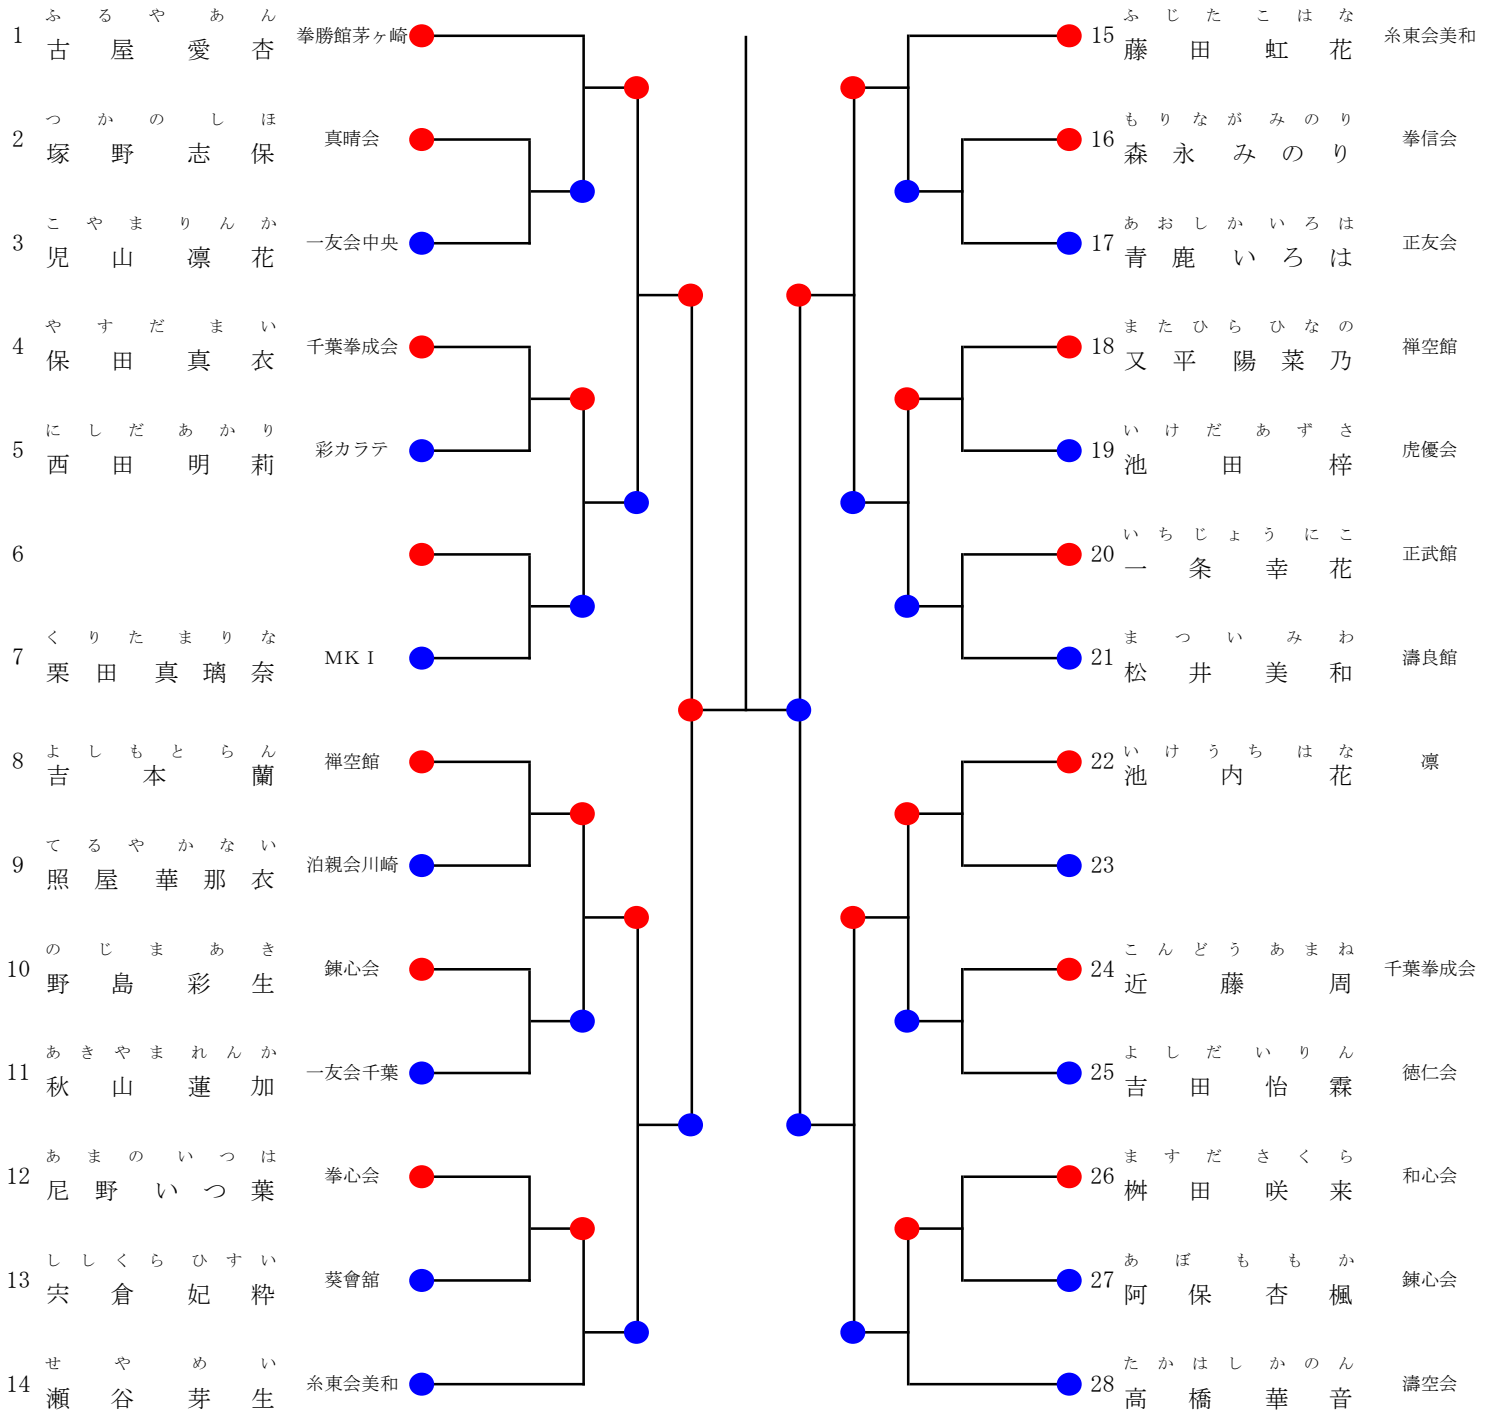 ふるや あん
1 古屋 愛杏 拳勝館茅ヶ崎
つかの しほ
2 塚野 志保 真晴会
こやま りんか
3 児山 凛花 一友会中央
やすだ まい
4 保田 真衣 千葉拳成会
にしだ あかり
5 西田 明莉 彩カラテ
6
くりた まりな
7 栗田 真璃奈 MKI
よしもと らん
8 吉本 蘭 禅空館
てるや かない
9 照屋 華那衣 泊親会川崎
のじま あき
10 野島 彩生 錬心会
あきやま れんか
11 秋山 蓮加 一友会千葉
あまの いつは
12 尼野 いつ葉 拳心会
ししくら ひすい
13 宍倉 妃粋 葵會舘
せや めい
14 瀬谷 芽生 糸東会美和
ふじた こはな
15 藤田 虹花 糸東会美和
もりなが みのり
16 森永 みのり 拳信会
あおしか いろは
17 青鹿 いろは 正友会
またひら ひなの
18 又平 陽菜乃 禅空館
いけだ あずさ
19 池田 梓 虎優会
いちじょう にこ
20 一条 幸花 正武館
まつい みわ
21 松井 美和 濤良館
いけうち はな
22 池内 花 凛
23
こんどう あまね
24 近藤 周 千葉拳成会
よしだ いりん
25 吉田 怡霖 徳仁会
ますだ さくら
26 桝田 咲来 和心会
あぼ ももか
27 阿保 杏楓 錬心会
たかはし かのん
28 高橋 華音 濤空会